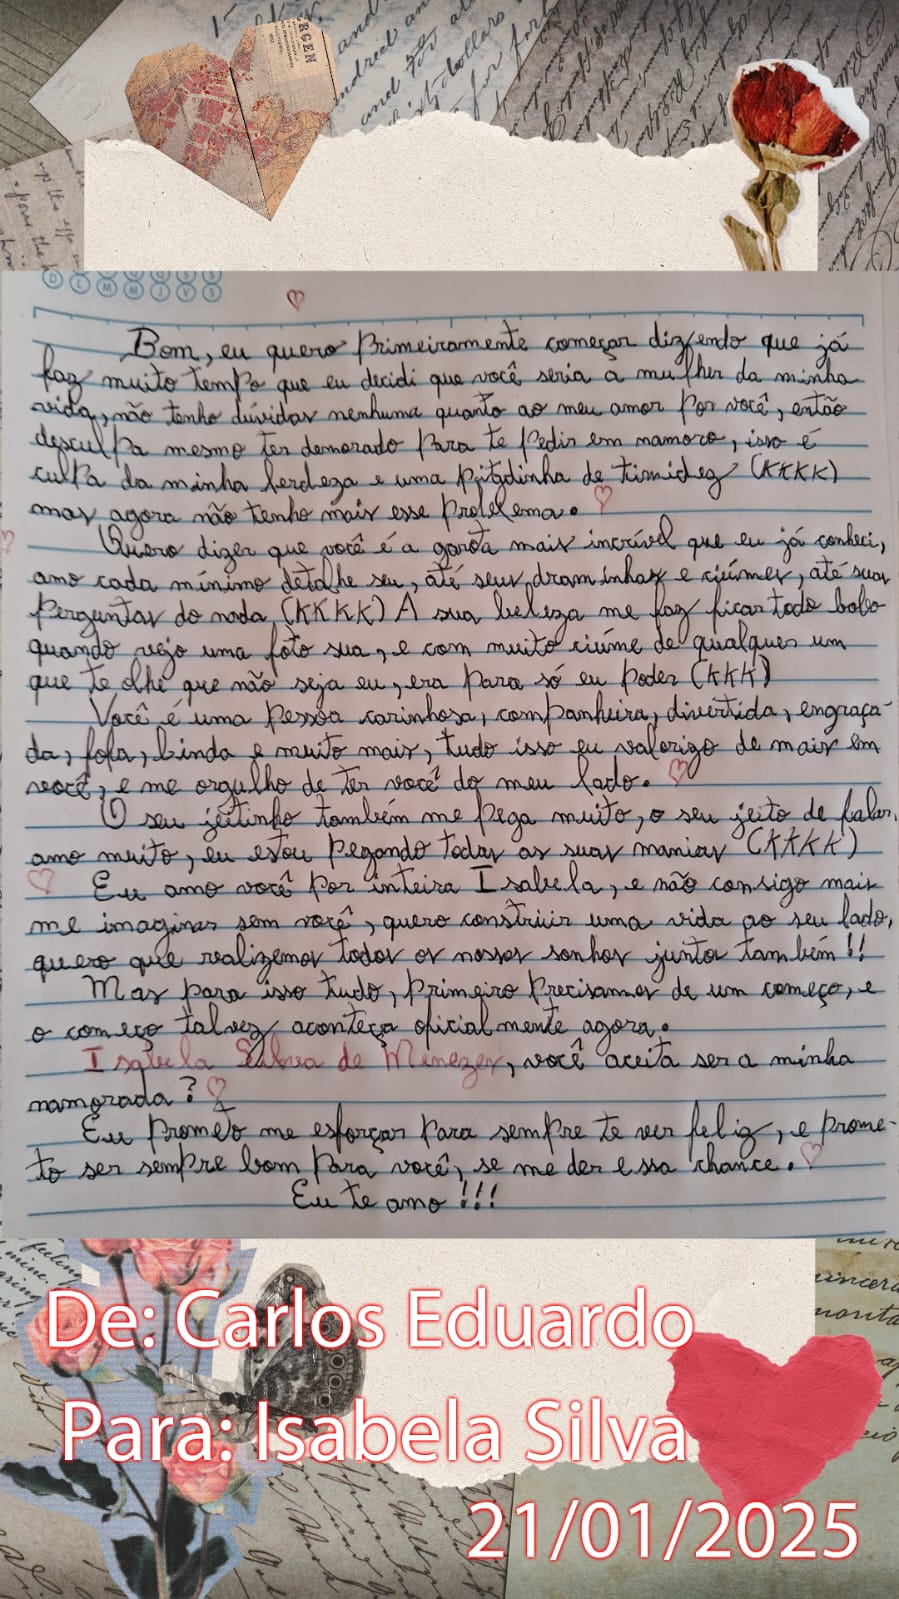 D L M M J V S
Bom, eu quero primeiramente começar dizendo que já
faz muito tempo que eu decidi que você seria a mulher da minha
vida, não tenho dúvidas nenhuma quanto ao meu amor por você, então
desculpa mesmo ter demorado para te pedir em namoro, isso é
culpa da minha lerdeza e uma pitadinha de timidez (KKKK)
mas agora não tenho mais esse problema.
Quero dizer que você é a garota mais incrível que eu já conheci,
amo cada mínimo detalhe seu, até seus draminhas e ciúmes, até suas
perguntas do nada (KKKK) A sua beleza me faz ficar todo bobo
quando vejo uma foto sua, e com muito ciúme de qualquer um
que te olhe que não seja eu, era para só eu poder (KKK)
Você é uma pessoa carinhosa, companheira, divertida, engraça-
da, fofa, linda e muito mais, tudo isso eu valorizo de mais em
você, e me orgulho de ter você do meu lado.
O seu jeitinho também me pega muito, o seu jeito de falar,
amo muito, eu estou pegando todas as suas manias (KKKK)
Eu amo você por inteira Isabela, e não consigo mais
me imaginar sem você, quero construir uma vida ao seu lado,
quero que realizemos todos os nossos sonhos juntos também!!
Mas para isso tudo, primeiro precisamos de um começo, e
o começo talvez aconteça oficialmente agora.
Isabela Silva de Menezes, você aceita ser a minha
namorada?
Eu prometo me esforçar para sempre te ver feliz, e prome-
to ser sempre bom para você, se me der essa chance.
Eu te amo!!!
De: Carlos Eduardo
Para: Isabela Silva
21/01/2025